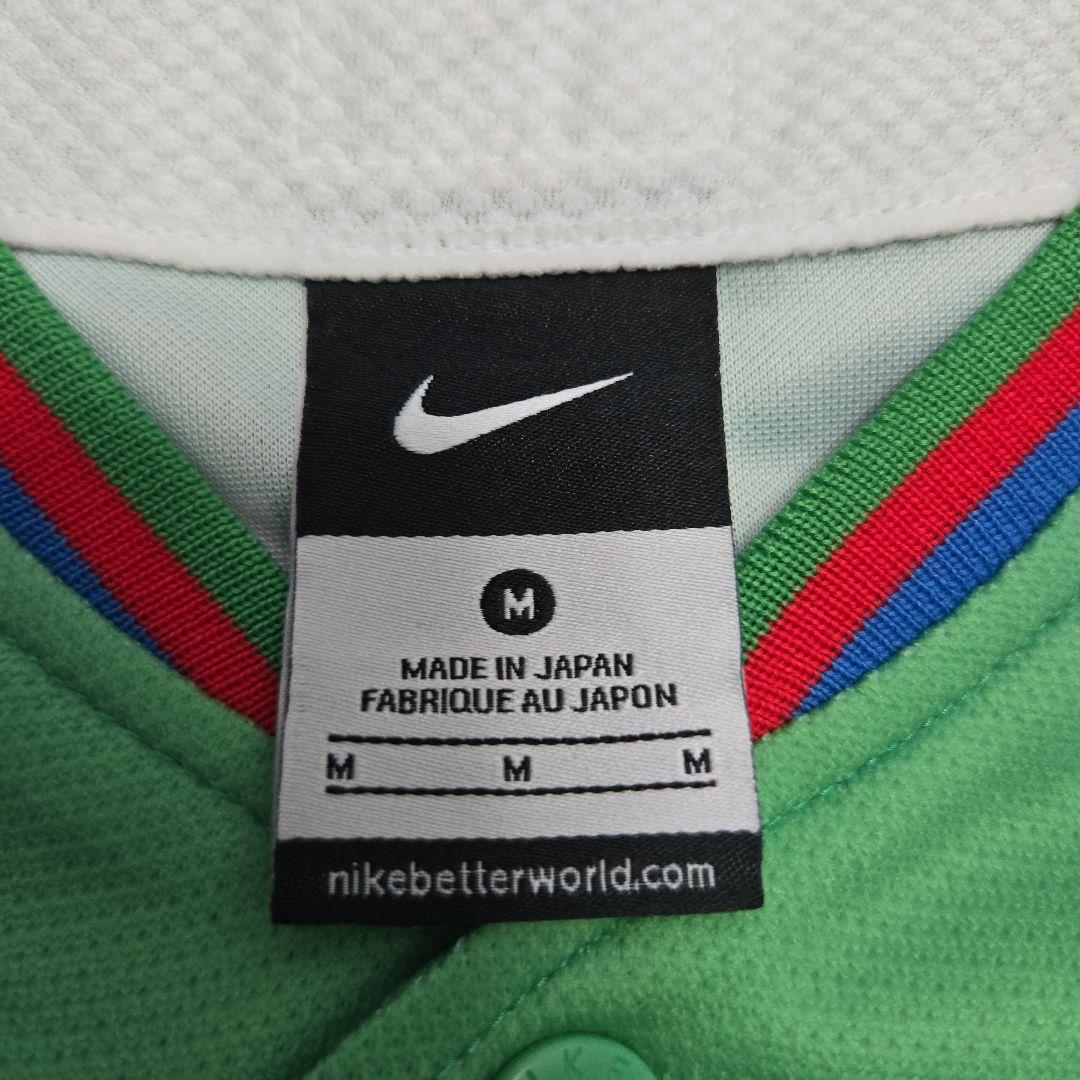 M
MADE IN JAPAN
FABRIQUE AU JAPON
M M M
nikebetterworld.com